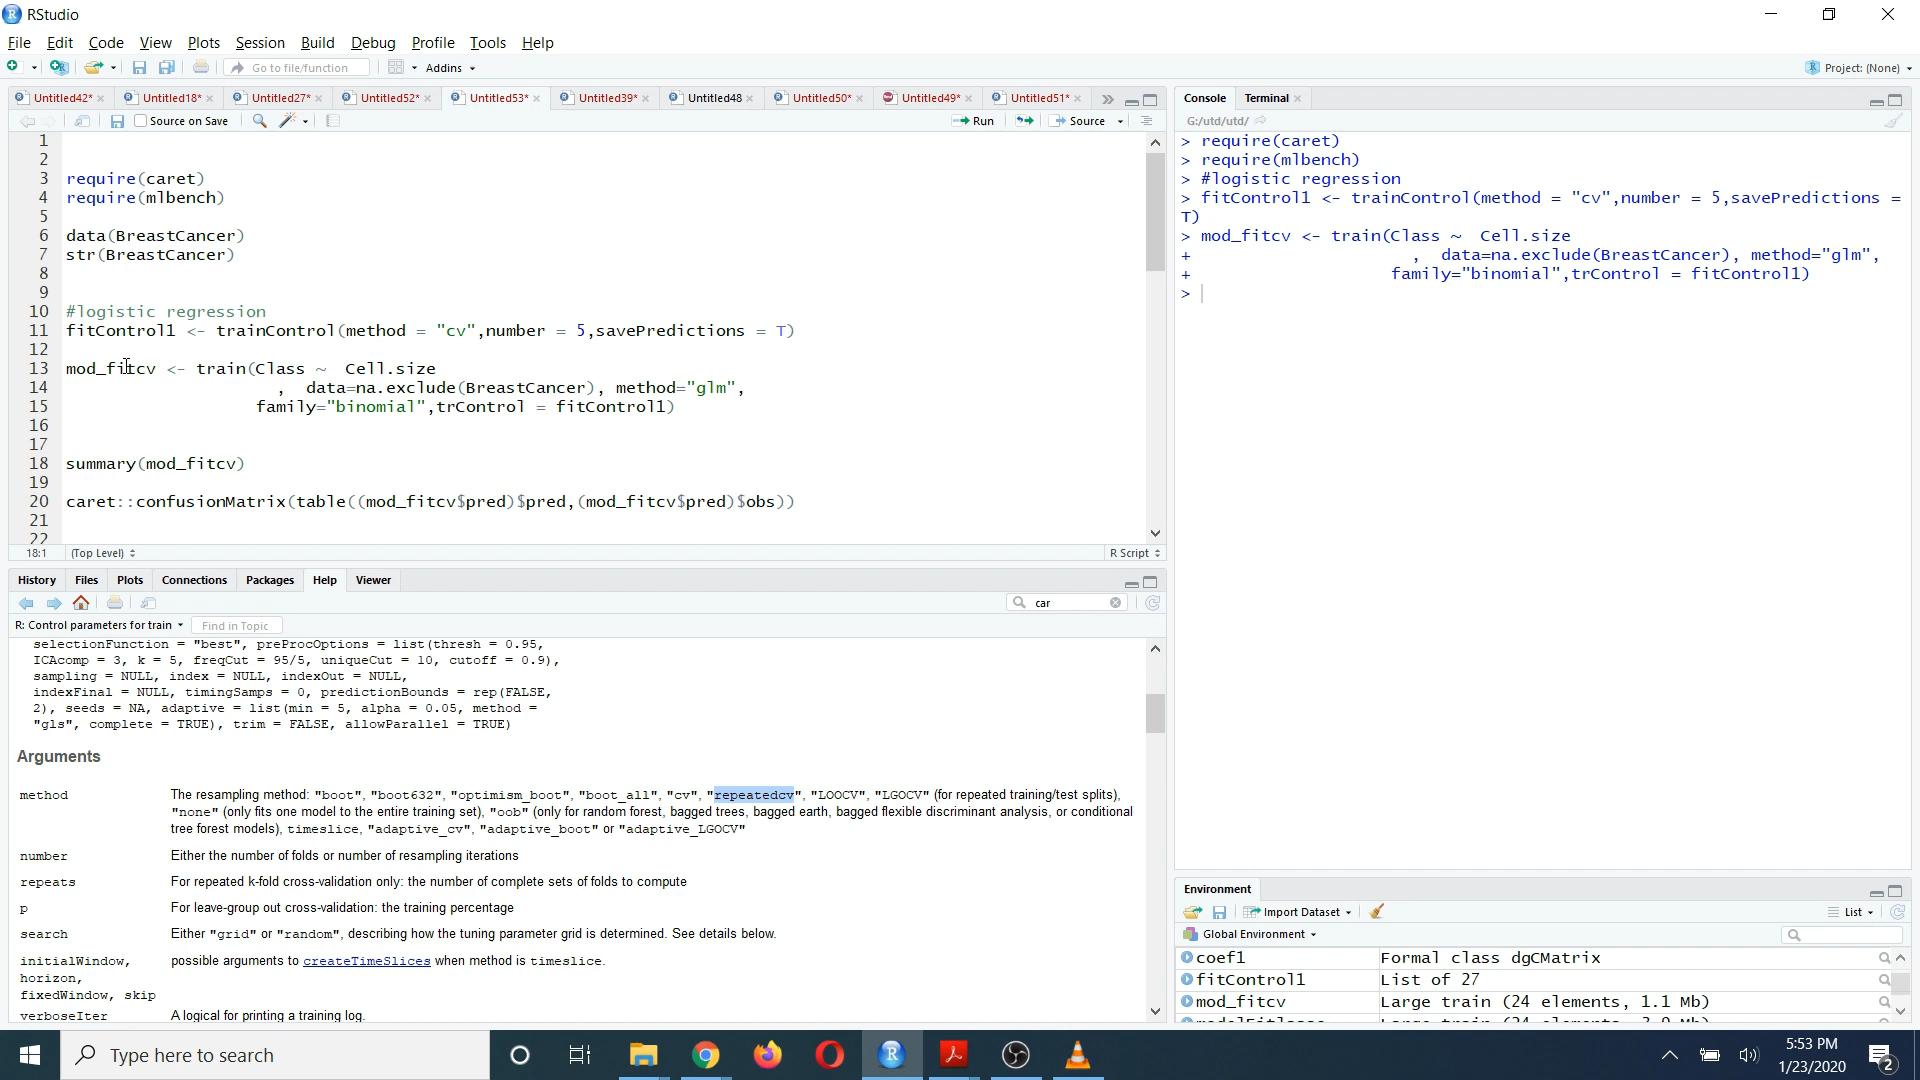 RStudio
File Edit Code View Plots Session Build Debug Profile Tools Help
Go to file/function Addins Project: (None)
Untitled42* Untitled18* Untitled27* Untitled52* Untitled53* Untitled39* Untitled48 Untitled50* Untitled49* Untitled51*
Source on Save Run Source
1
2
3 require(caret)
4 require(mlbench)
5
6 data(BreastCancer)
7 str(BreastCancer)
8
9
10 #logistic regression
11 fitControl1 <- trainControl(method = "cv",number = 5,savePredictions = T)
12
13 mod_fitcv <- train(Class ~ Cell.size
14 , data=na.exclude(BreastCancer), method="glm",
15 family="binomial",trControl = fitControl1)
16
17
18 summary(mod_fitcv)
19
20 caret::confusionMatrix(table((mod_fitcv$pred)$pred,(mod_fitcv$pred)$obs))
21
22
18:1 (Top Level) R Script
History Files Plots Connections Packages Help Viewer
car
R: Control parameters for train Find in Topic
selectionFunction = "best", preProcOptions = list(thresh = 0.95,
ICAcomp = 3, k = 5, freqCut = 95/5, uniqueCut = 10, cutoff = 0.9),
sampling = NULL, index = NULL, indexOut = NULL,
indexFinal = NULL, timingSamps = 0, predictionBounds = rep(FALSE,
2), seeds = NA, adaptive = list(min = 5, alpha = 0.05, method =
"gls", complete = TRUE), trim = FALSE, allowParallel = TRUE)
Arguments
method The resampling method: "boot", "boot632", "optimism_boot", "boot_all", "cv", "repeatedcv", "LOOCV", "LGOCV" (for repeated training/test splits),
"none" (only fits one model to the entire training set), "oob" (only for random forest, bagged trees, bagged earth, bagged flexible discriminant analysis, or conditional
tree forest models), timeslice, "adaptive_cv", "adaptive_boot" or "adaptive_LGOCV"
number Either the number of folds or number of resampling iterations
repeats For repeated k-fold cross-validation only: the number of complete sets of folds to compute
p For leave-group out cross-validation: the training percentage
search Either "grid" or "random", describing how the tuning parameter grid is determined. See details below.
initialWindow, possible arguments to createTimeSlices when method is timeslice.
horizon,
fixedWindow, skip
verboseIter A logical for printing a training log.
Console Terminal
G:/utd/utd/
> require(caret)
> require(mlbench)
> #logistic regression
> fitControl1 <- trainControl(method = "cv",number = 5,savePredictions =
T)
> mod_fitcv <- train(Class ~ Cell.size
+ , data=na.exclude(BreastCancer), method="glm",
+ family="binomial",trControl = fitControl1)
>
Environment
Import Dataset List
Global Environment
coef1 Formal class dgCMatrix
fitControl1 List of 27
mod_fitcv Large train (24 elements, 1.1 Mb)
Type here to search
5:53 PM
1/23/2020
2